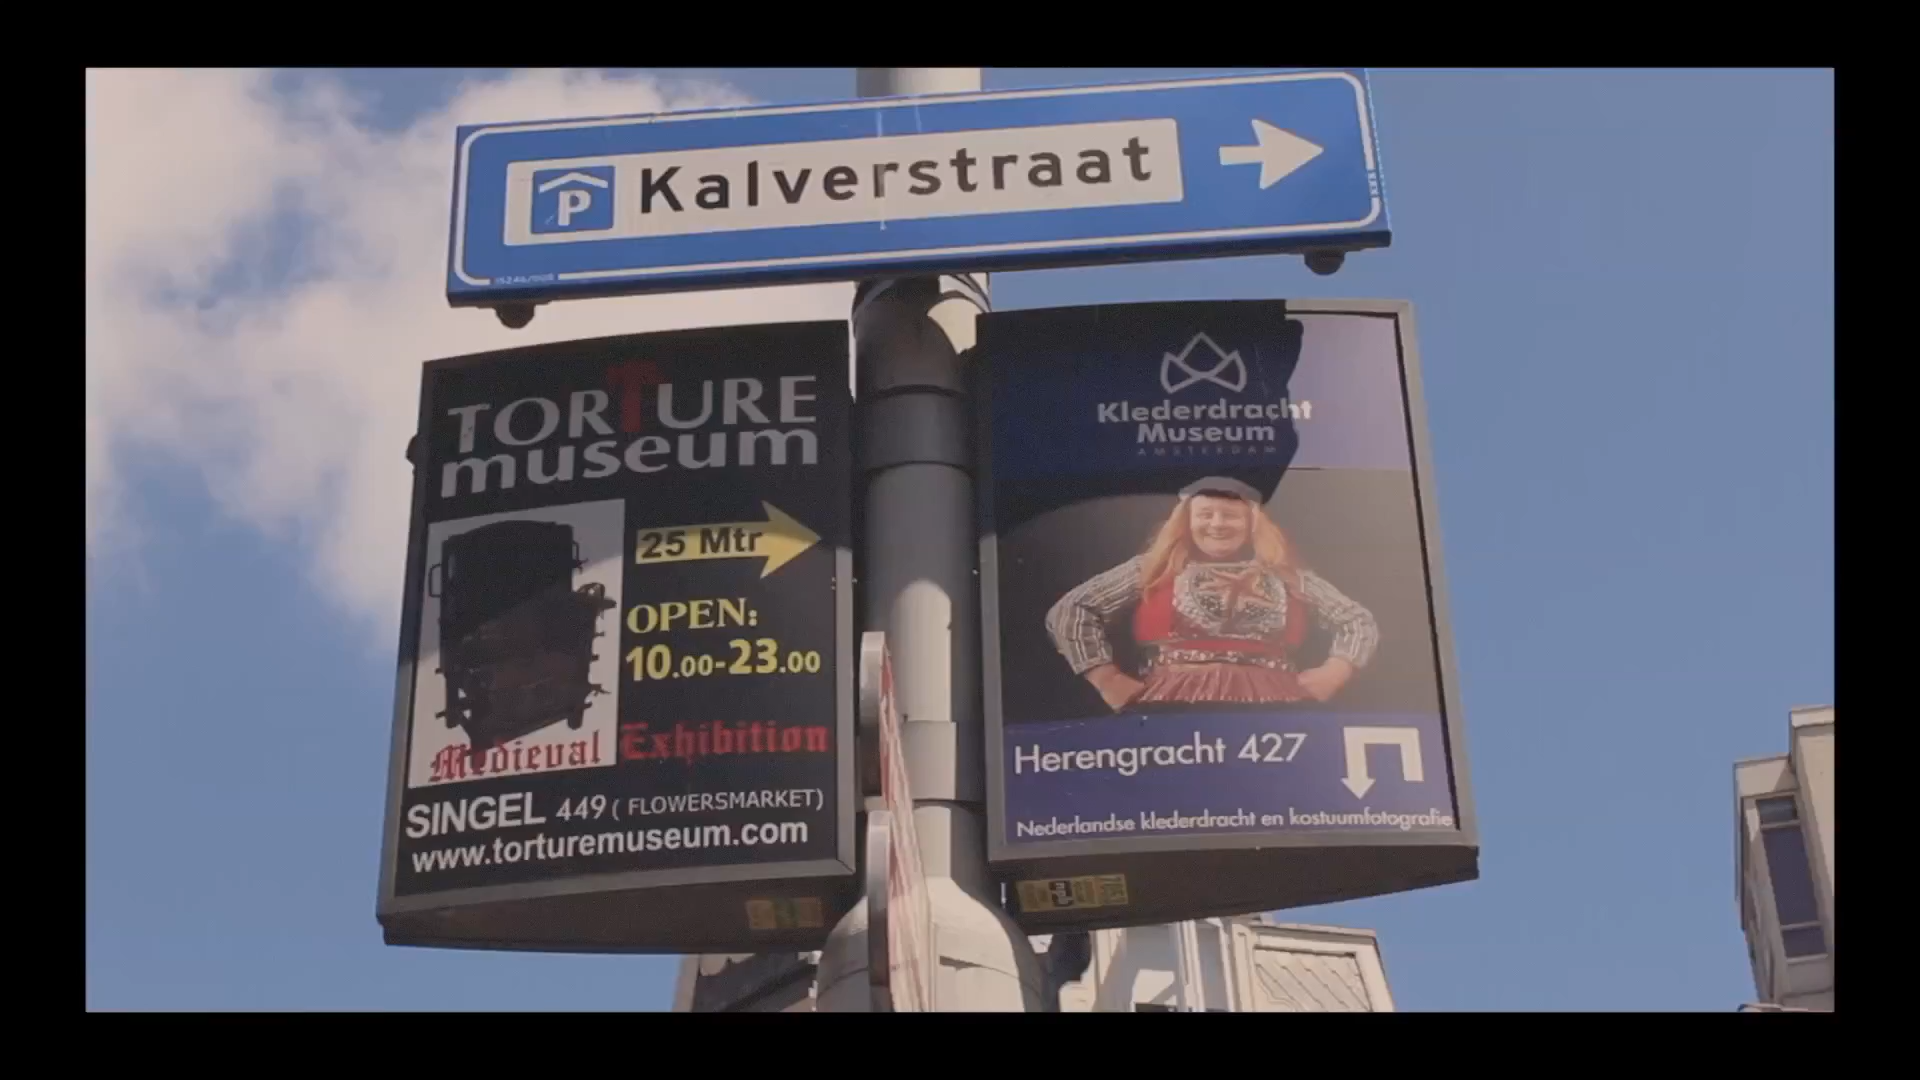 P Kalverstraat
TORTURE
museum
25 Mtr
OPEN:
10.00-23.00
Medieval Exhibition
SINGEL 449 ( FLOWERSMARKET)
www.torturemuseum.com
Klederdracht
Museum
AMSTERDAM
Herengracht 427
Nederlandse klederdracht en kostuumfotografie